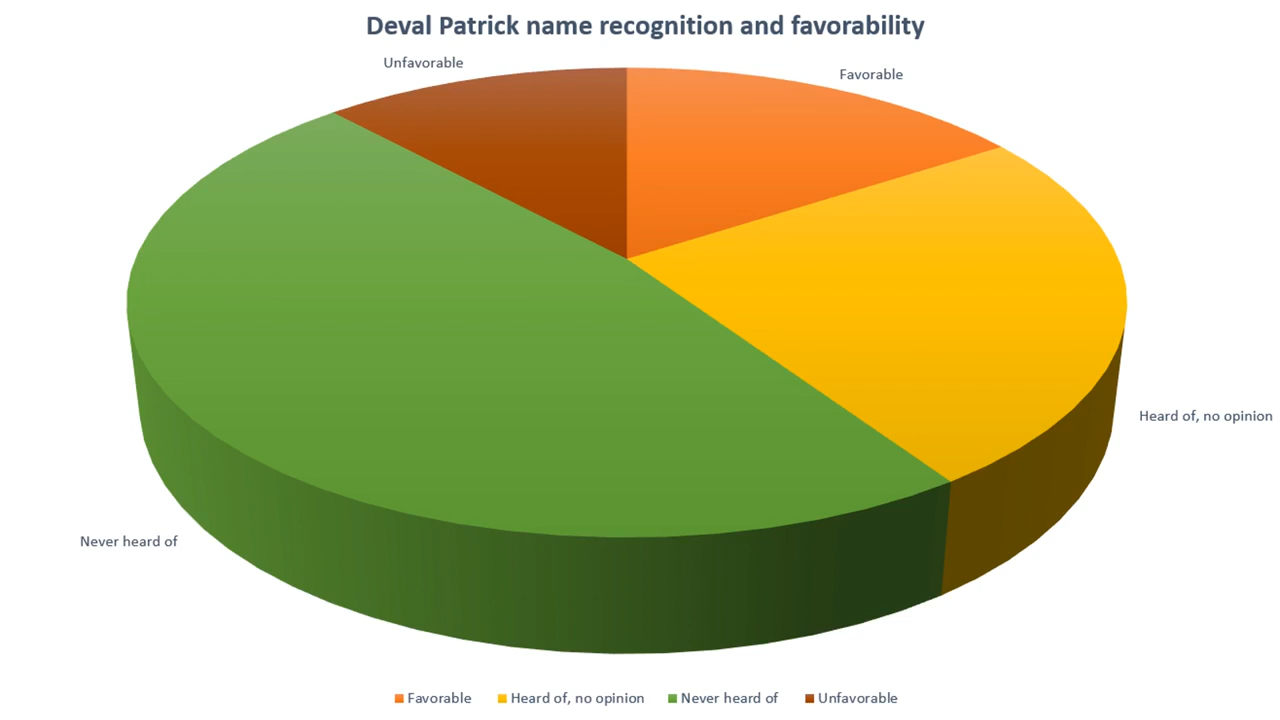 Deval Patrick name recognition and favorability
Unfavorable
Favorable
Heard of, no opinion
Never heard of
Favorable Heard of, no opinion Never heard of Unfavorable